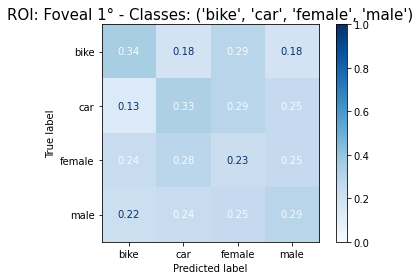 ROI: Foveal 1° - Classes: ('bike', 'car', 'female', 'male')
1.0
bike 0.34 0.18 0.29 0.18
0.8
car 0.13 0.33 0.29 0.25
0.6
True label
0.4
female 0.24 0.28 0.23 0.25
0.2
male 0.22 0.24 0.25 0.29
0.0
bike car female male
Predicted label